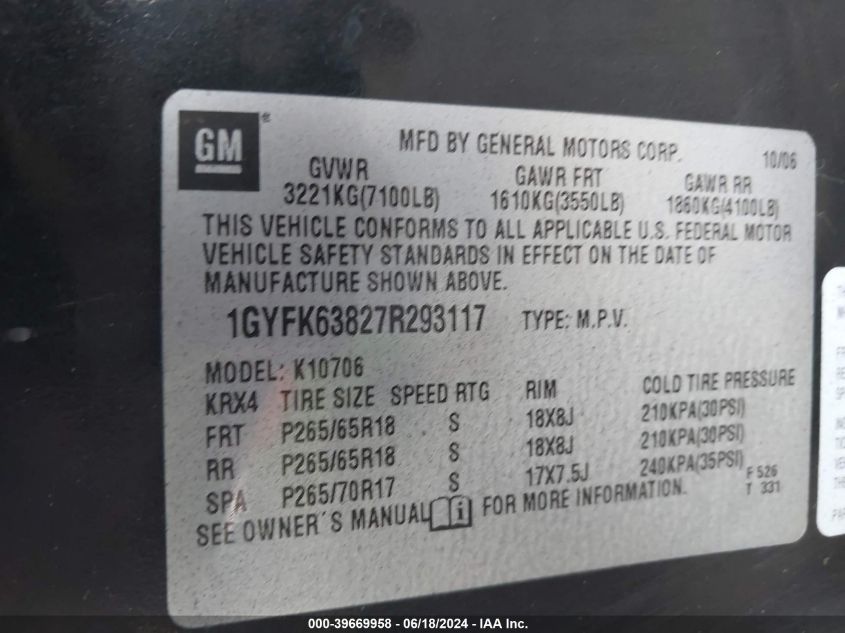 GM ®
MFD BY GENERAL MOTORS CORP. 10/06
GVWR GAWR FRT GAWR RR
3221KG(7100LB) 1610KG(3550LB) 1860KG(4100LB)
THIS VEHICLE CONFORMS TO ALL APPLICABLE U.S. FEDERAL MOTOR
VEHICLE SAFETY STANDARDS IN EFFECT ON THE DATE OF
MANUFACTURE SHOWN ABOVE.
1GYFK63827R293117 TYPE: M.P.V.
MODEL: K10706
KRX4 TIRE SIZE SPEED RTG RIM COLD TIRE PRESSURE
FRT P265/65R18 S 18X8J 210KPA(30PSI)
RR P265/65R18 S 18X8J 210KPA(30PSI)
SPA P265/70R17 S 17X7.5J 240KPA(35PSI) F 526
SEE OWNER'S MANUAL FOR MORE INFORMATION. T 331
000-39669958 - 06/18/2024 - IAA Inc.